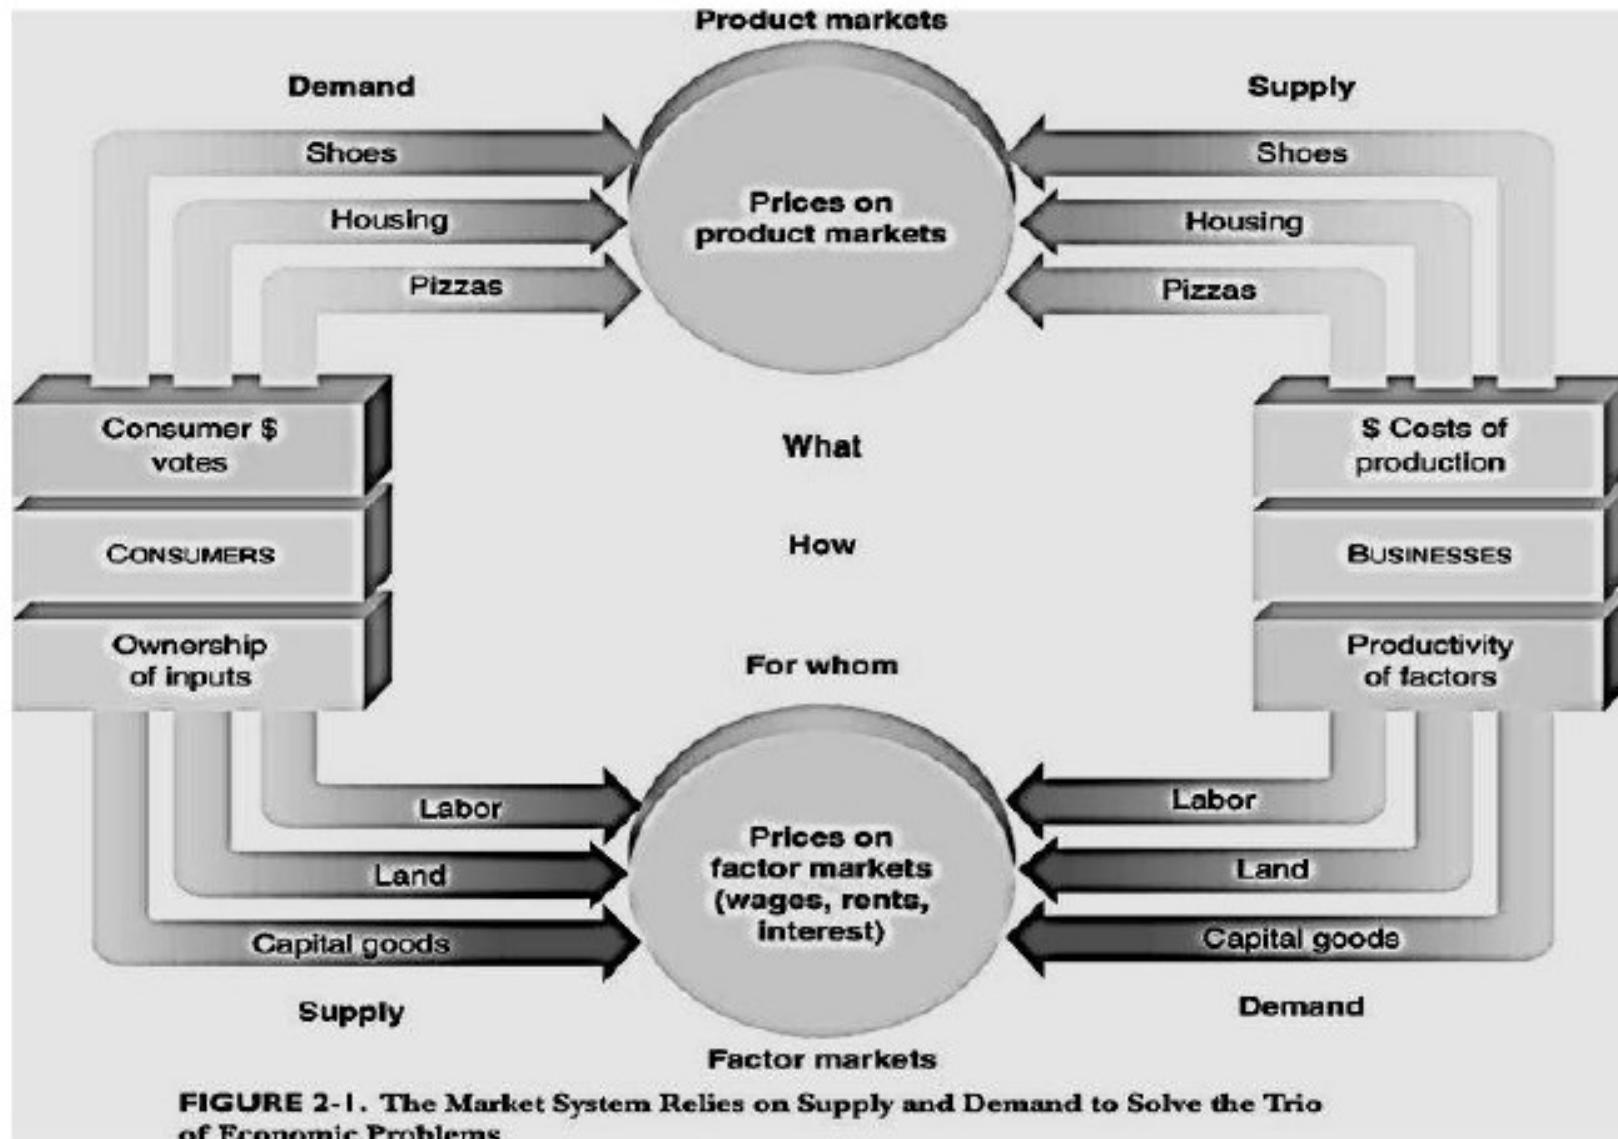 Product markets
Demand
Supply
Shoes
Shoes
Housing
Prices on
product markets
Housing
Pizzas
Pizzas
Consumer $
votes
What
$ Costs of
production
CONSUMERS
How
BUSINESSES
Ownership
of inputs
For whom
Productivity
of factors
Labor
Labor
Prices on
factor markets
(wages, rents,
interest)
Land
Land
Capital goods
Capital goods
Supply
Demand
Factor markets
FIGURE 2-1. The Market System Relies on Supply and Demand to Solve the Trio
of Economic Problems